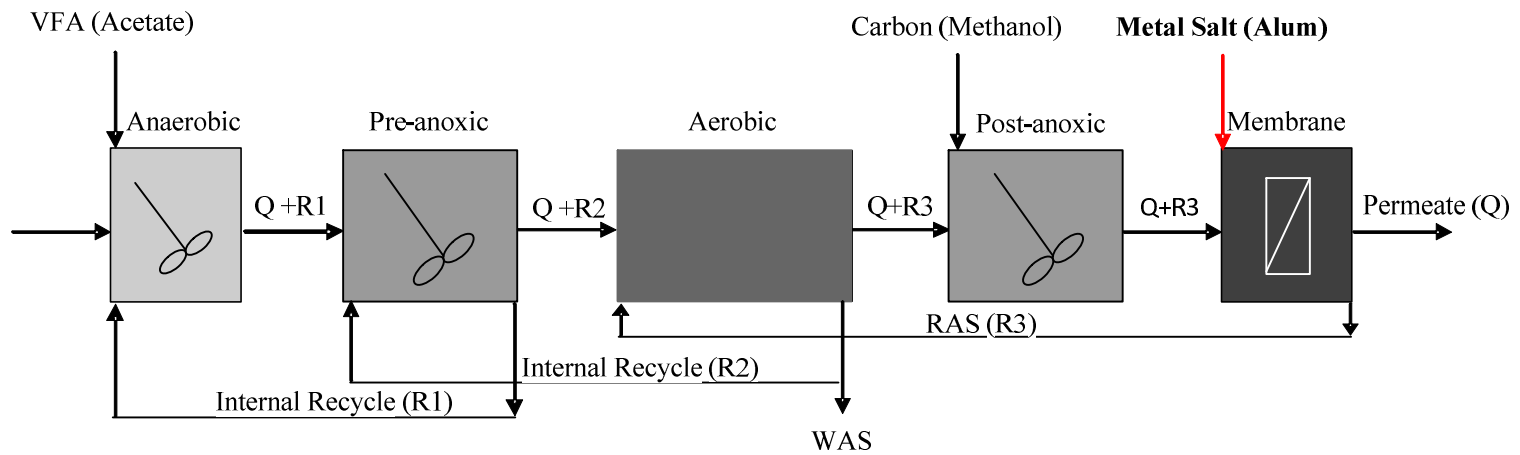 VFA (Acetate)
Carbon (Methanol)
Metal Salt (Alum)
Anaerobic
Pre-anoxic
Aerobic
Post-anoxic
Membrane
Q +R1
Q +R2
Q+R3
Q+R3
Permeate (Q)
RAS (R3)
Internal Recycle (R2)
Internal Recycle (R1)
WAS